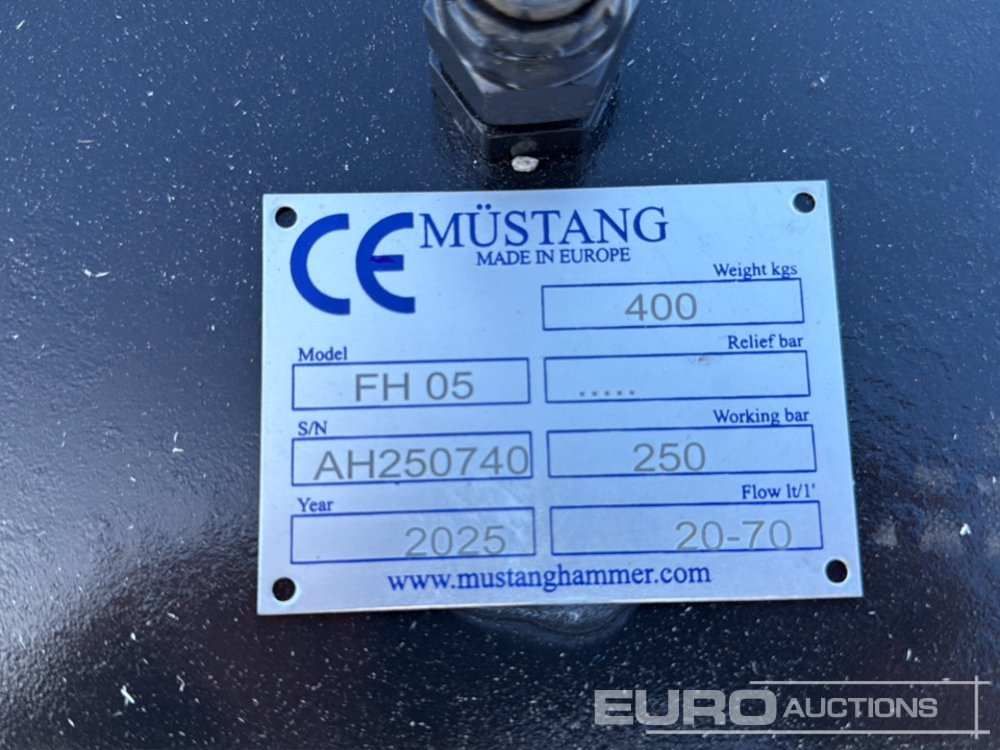 CE MÜSTANG
MADE IN EUROPE
Weight kgs
400
Model
FH 05
Relief bar
.....
S/N
AH250740
Working bar
250
Year
2025
Flow lt/1'
20-70
www.mustanghammer.com
EURO AUCTIONS